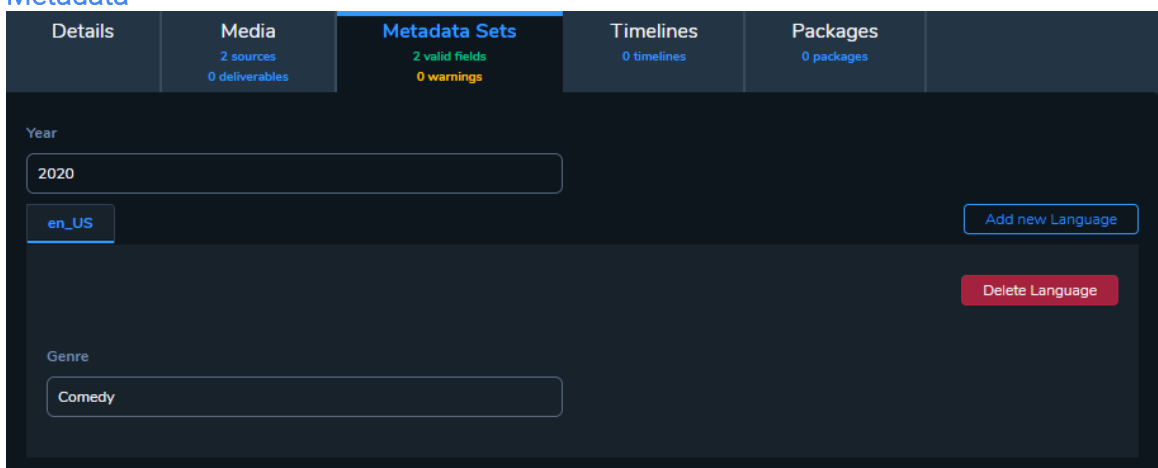 Metadata
Details
Media
2 sources
0 deliverables
Metadata Sets
2 valid fields
0 warnings
Timelines
0 timelines
Packages
0 packages
Year
2020
en_US
Add new Language
Delete Language
Genre
Comedy